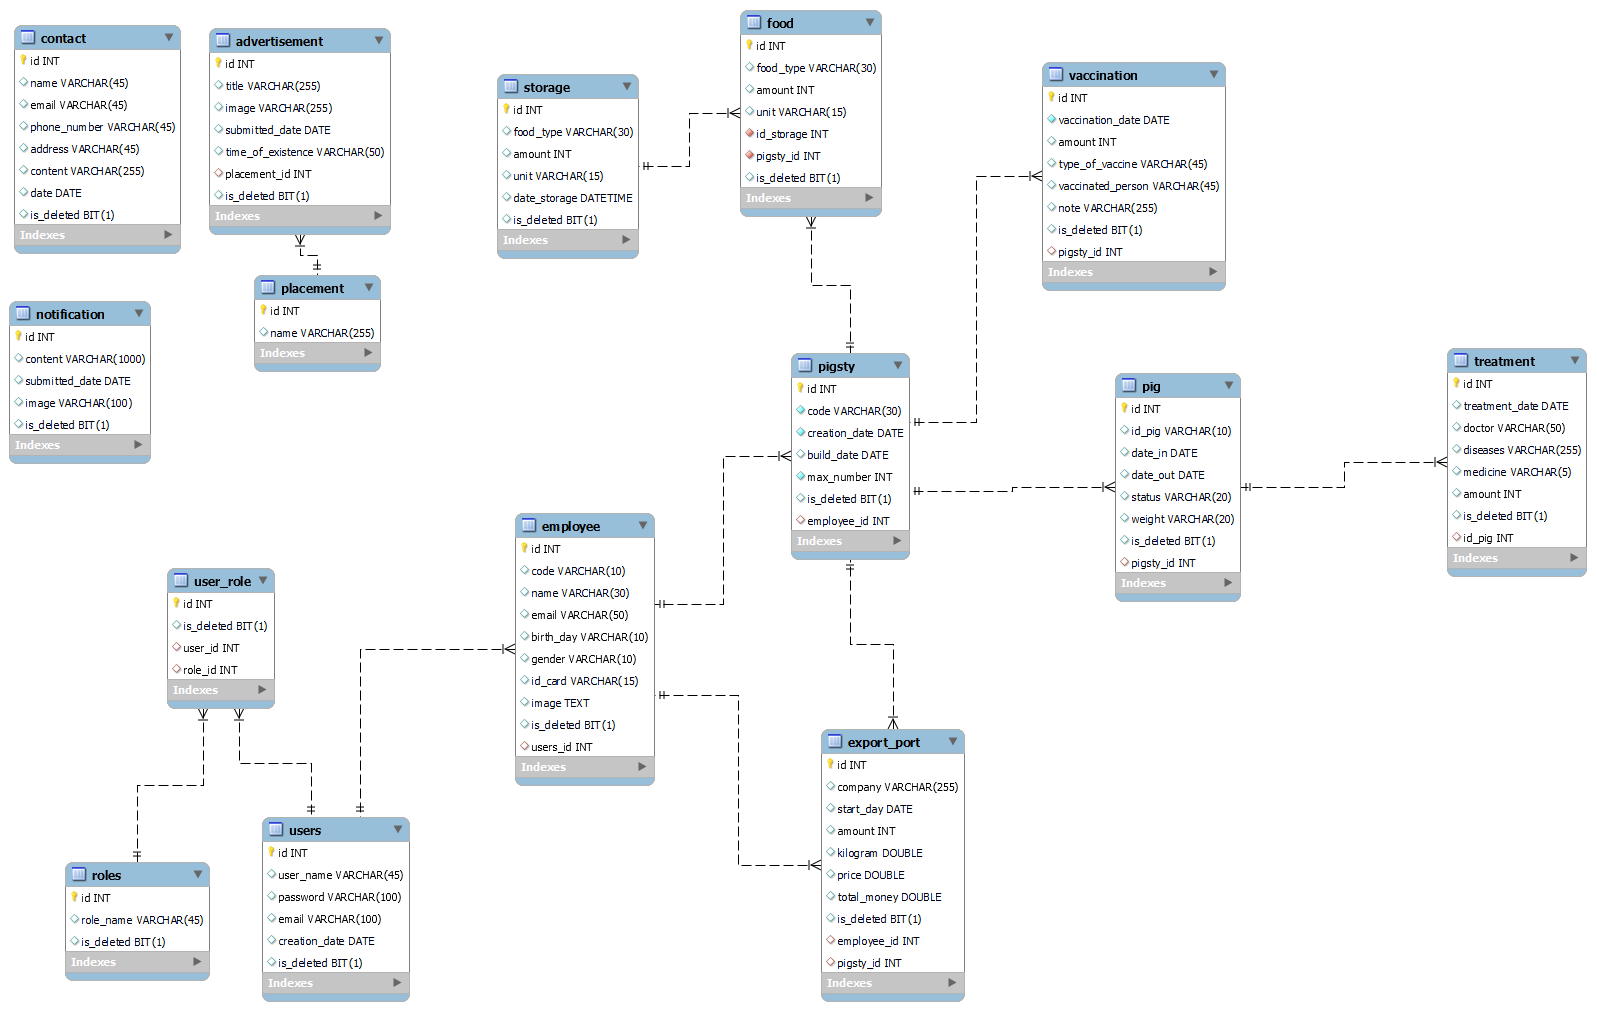 contact
id INT
name VARCHAR(45)
email VARCHAR(45)
phone_number VARCHAR(45)
address VARCHAR(45)
content VARCHAR(255)
date DATE
is_deleted BIT(1)
Indexes
advertisement
id INT
title VARCHAR(255)
image VARCHAR(255)
submitted_date DATE
time_of_existence VARCHAR(50)
placement_id INT
is_deleted BIT(1)
Indexes
storage
id INT
food_type VARCHAR(30)
amount INT
unit VARCHAR(15)
date_storage DATETIME
is_deleted BIT(1)
Indexes
food
id INT
food_type VARCHAR(30)
amount INT
unit VARCHAR(15)
id_storage INT
pigsty_id INT
is_deleted BIT(1)
Indexes
vaccination
id INT
vaccination_date DATE
amount INT
type_of_vaccine VARCHAR(45)
vaccinated_person VARCHAR(45)
note VARCHAR(255)
is_deleted BIT(1)
pigsty_id INT
Indexes
notification
id INT
content VARCHAR(1000)
submitted_date DATE
image VARCHAR(100)
is_deleted BIT(1)
Indexes
placement
id INT
name VARCHAR(255)
Indexes
pigsty
id INT
code VARCHAR(30)
creation_date DATE
build_date DATE
max_number INT
is_deleted BIT(1)
employee_id INT
Indexes
pig
id INT
id_pig VARCHAR(10)
date_in DATE
date_out DATE
status VARCHAR(20)
weight VARCHAR(20)
is_deleted BIT(1)
pigsty_id INT
Indexes
treatment
id INT
treatment_date DATE
doctor VARCHAR(50)
diseases VARCHAR(255)
medicine VARCHAR(5)
amount INT
is_deleted BIT(1)
id_pig INT
Indexes
employee
id INT
code VARCHAR(10)
name VARCHAR(30)
email VARCHAR(50)
birth_day VARCHAR(10)
gender VARCHAR(10)
id_card VARCHAR(15)
image TEXT
is_deleted BIT(1)
users_id INT
Indexes
user_role
id INT
is_deleted BIT(1)
user_id INT
role_id INT
Indexes
export_port
id INT
company VARCHAR(255)
start_day DATE
amount INT
kilogram DOUBLE
price DOUBLE
total_money DOUBLE
is_deleted BIT(1)
employee_id INT
pigsty_id INT
Indexes
roles
id INT
role_name VARCHAR(45)
is_deleted BIT(1)
Indexes
users
id INT
user_name VARCHAR(45)
password VARCHAR(100)
email VARCHAR(100)
creation_date DATE
is_deleted BIT(1)
Indexes